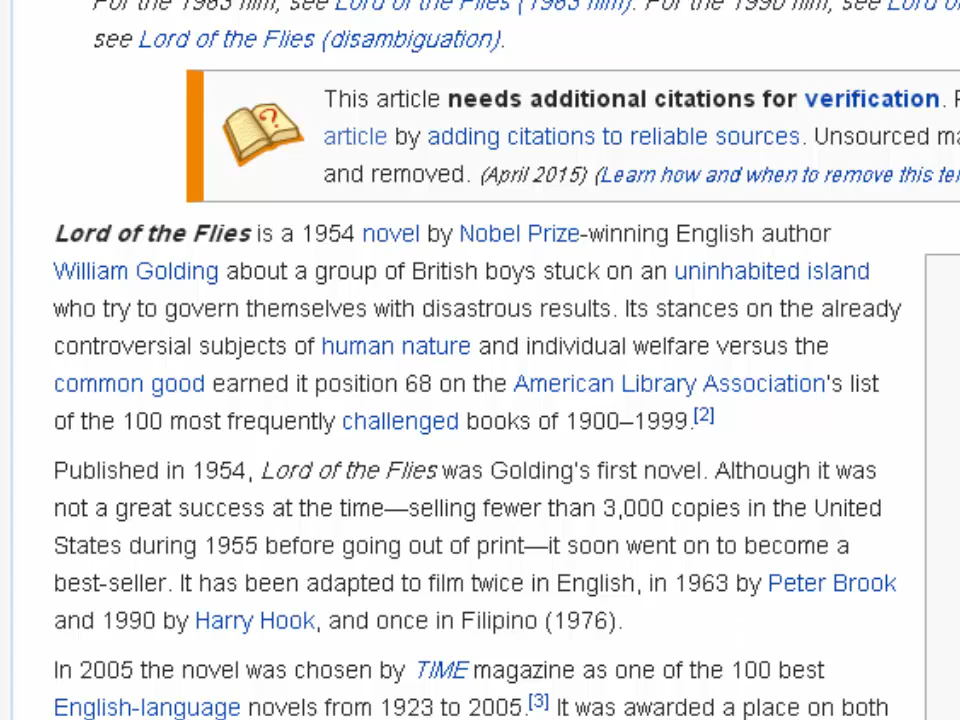 For the 1963 film, see Lord of the Flies (1963 film). For the 1990 film, see Lord
see Lord of the Flies (disambiguation).
This article needs additional citations for verification.
article by adding citations to reliable sources. Unsourced
and removed. (April 2015) (Learn how and when to remove this
Lord of the Flies is a 1954 novel by Nobel Prize-winning English author
William Golding about a group of British boys stuck on an uninhabited island
who try to govern themselves with disastrous results. Its stances on the already
controversial subjects of human nature and individual welfare versus the
common good earned it position 68 on the American Library Association's list
of the 100 most frequently challenged books of 1900–1999.[2]
Published in 1954, Lord of the Flies was Golding's first novel. Although it was
not a great success at the time—selling fewer than 3,000 copies in the United
States during 1955 before going out of print—it soon went on to become a
best-seller. It has been adapted to film twice in English, in 1963 by Peter Brook
and 1990 by Harry Hook, and once in Filipino (1976).
In 2005 the novel was chosen by TIME magazine as one of the 100 best
English-language novels from 1923 to 2005.[3] It was awarded a place on both